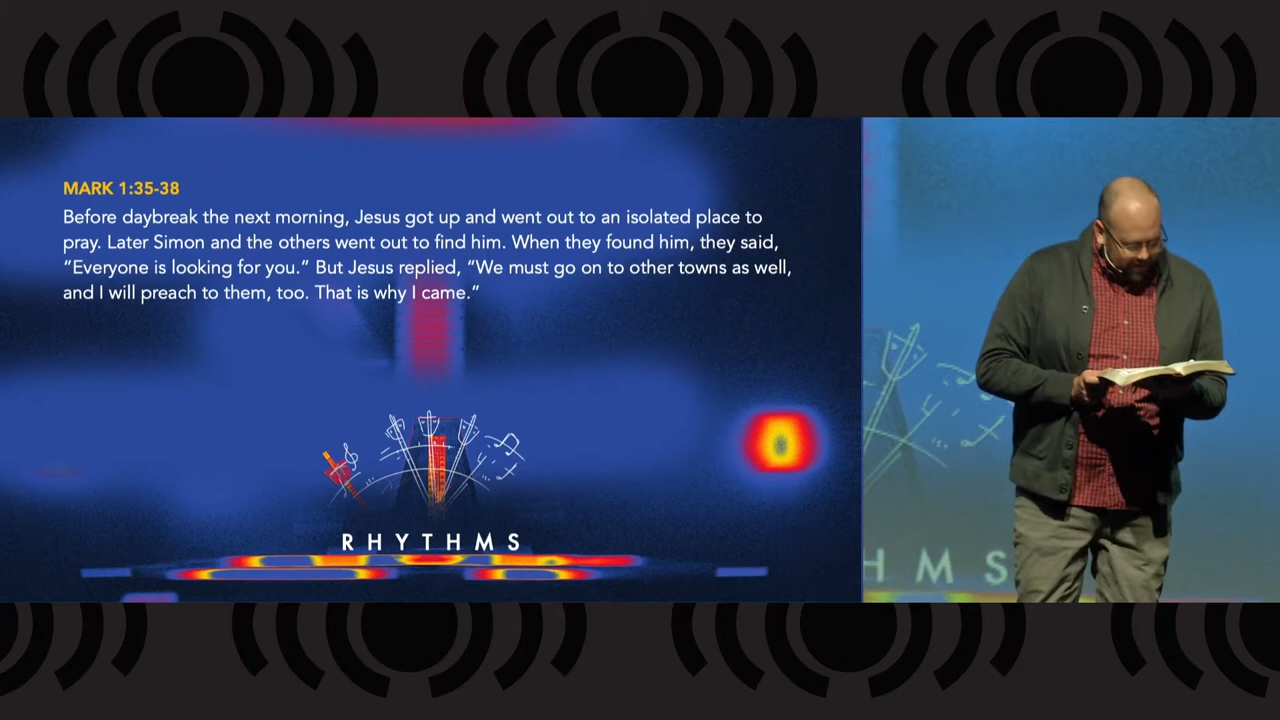 MARK 1:35-38
Before daybreak the next morning, Jesus got up and went out to an isolated place to
pray. Later Simon and the others went out to find him. When they found him, they said,
“Everyone is looking for you.” But Jesus replied, “We must go on to other towns as well,
and I will preach to them, too. That is why I came.”
RHYTHMS
HMS